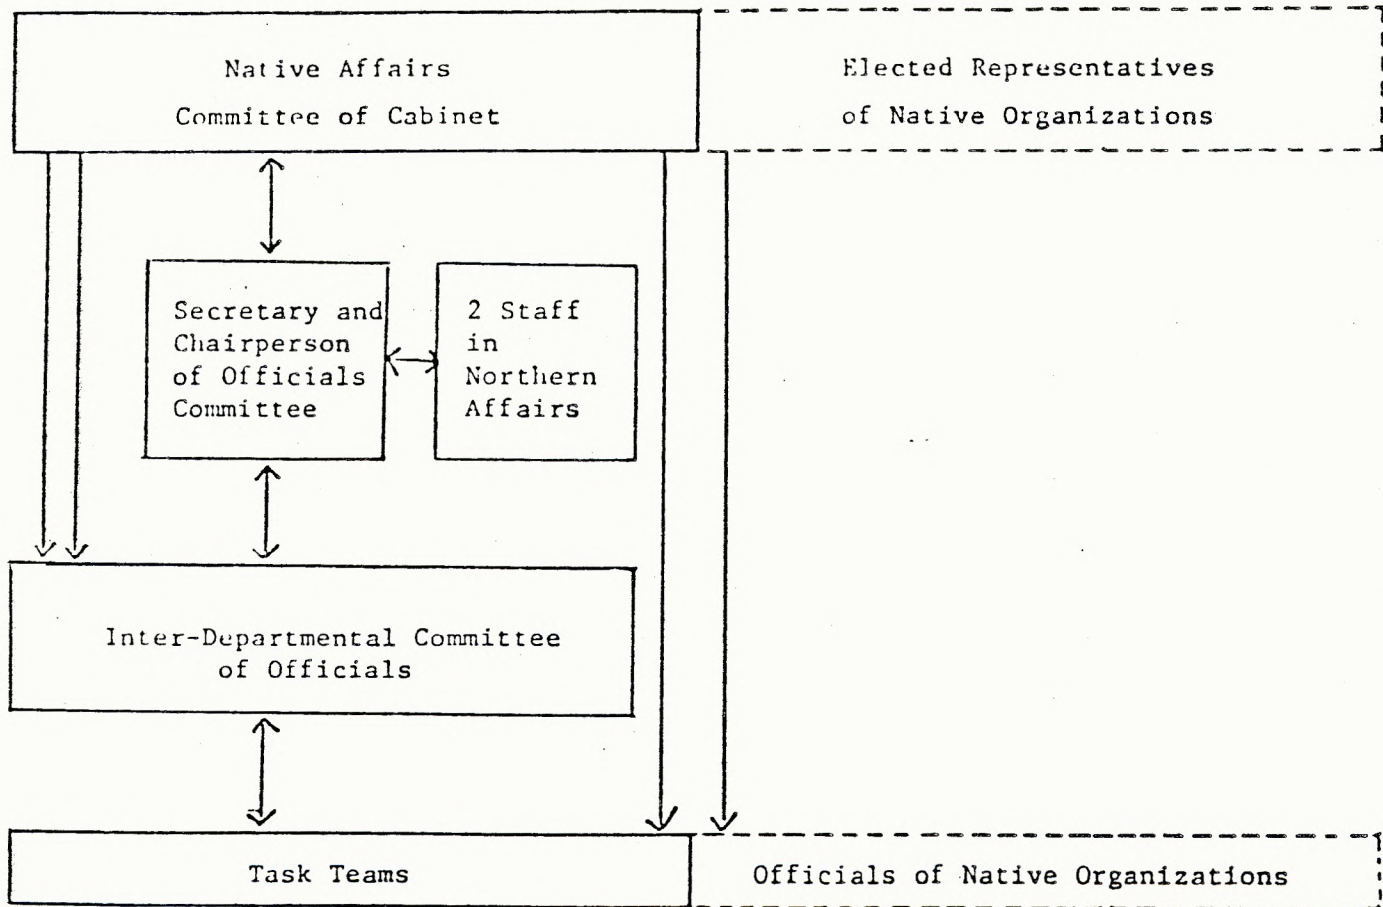 Native Affairs
Committee of Cabinet
Elected Representatives
of Native Organizations
Secretary and
Chairperson
of Officials
Committee
2 Staff
in
Northern
Affairs
Inter-Departmental Committee
of Officials
Task Teams
Officials of Native Organizations